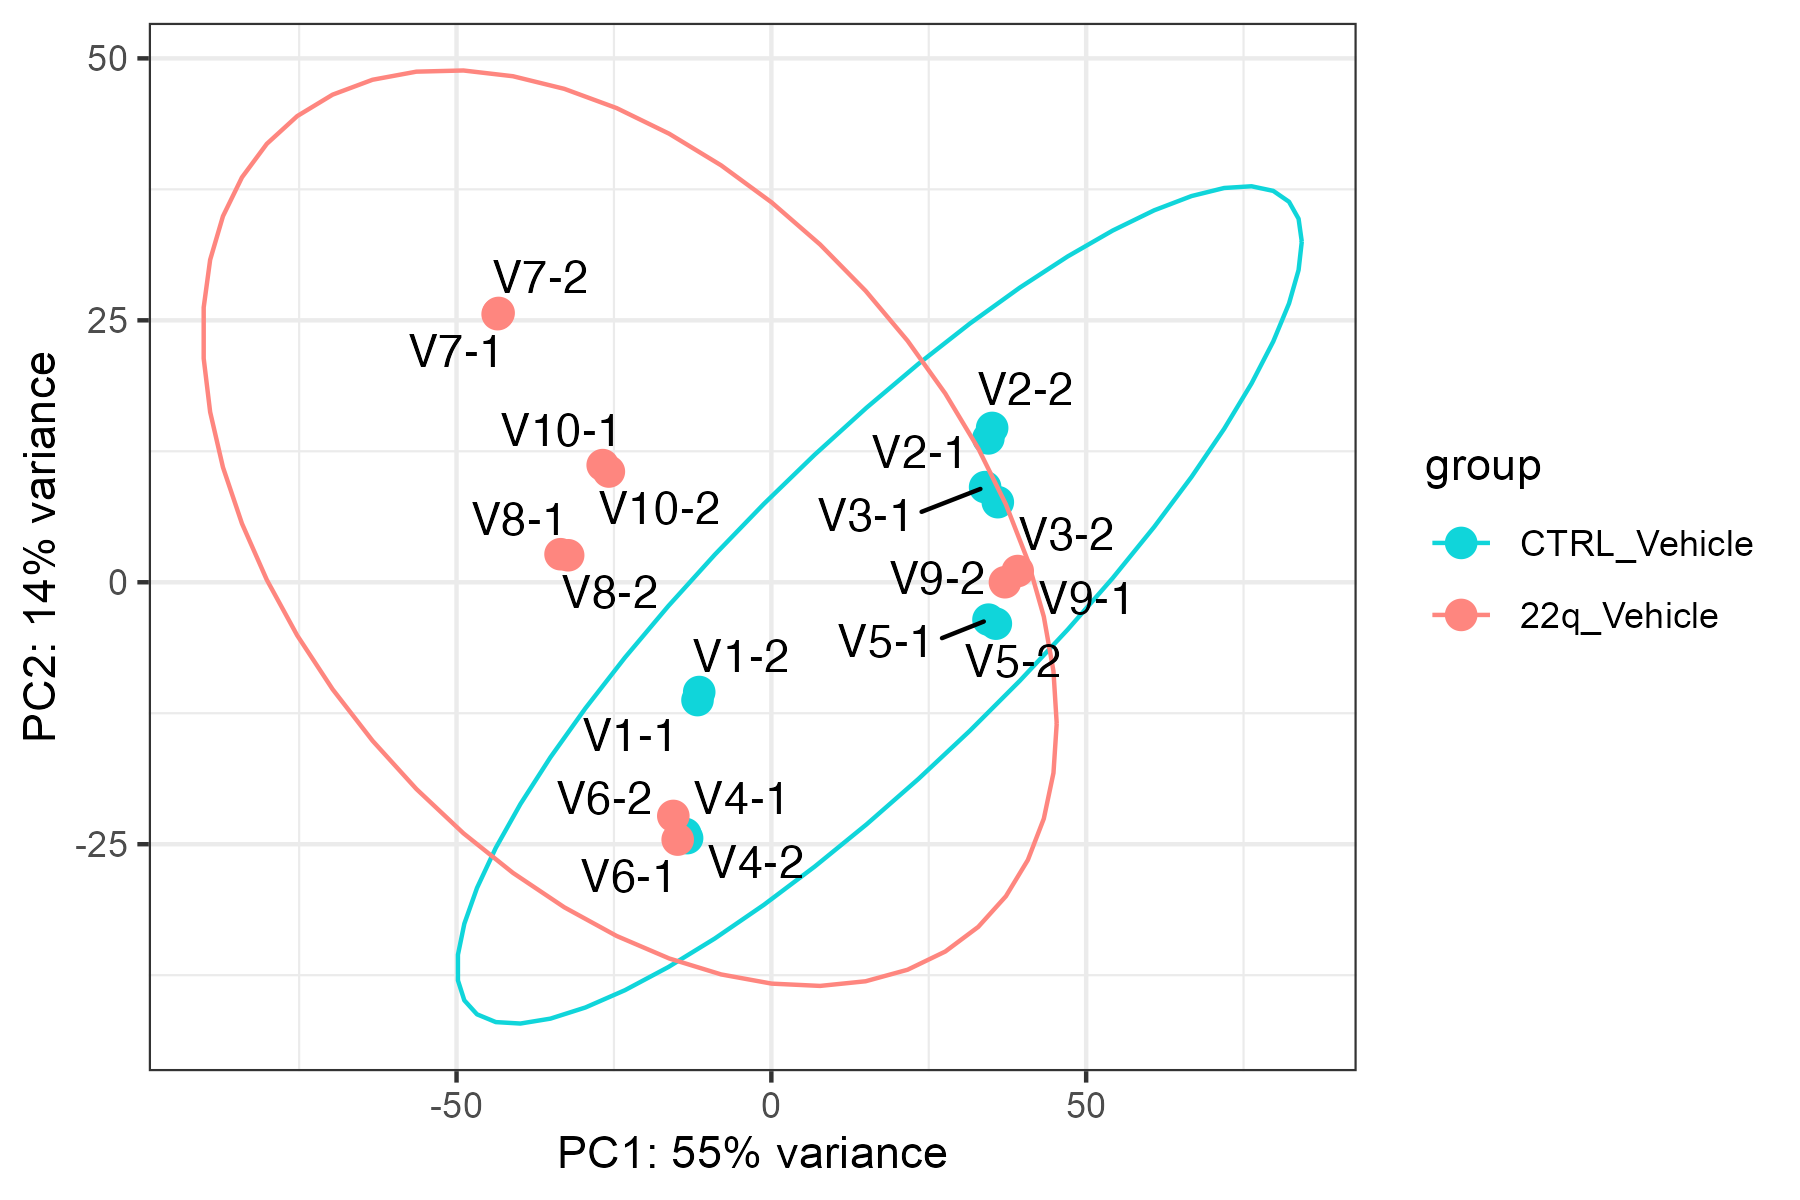 50
25
0
-25
PC2: 14% variance
V7-2
V7-1
V10-1
V10-2
V8-1
V8-2
V2-2
V2-1
V3-1
V3-2
V9-2
V9-1
V5-1
V5-2
V1-2
V1-1
V6-2
V4-1
V6-1
V4-2
-50
0
50
PC1: 55% variance
group
CTRL_Vehicle
22q_Vehicle